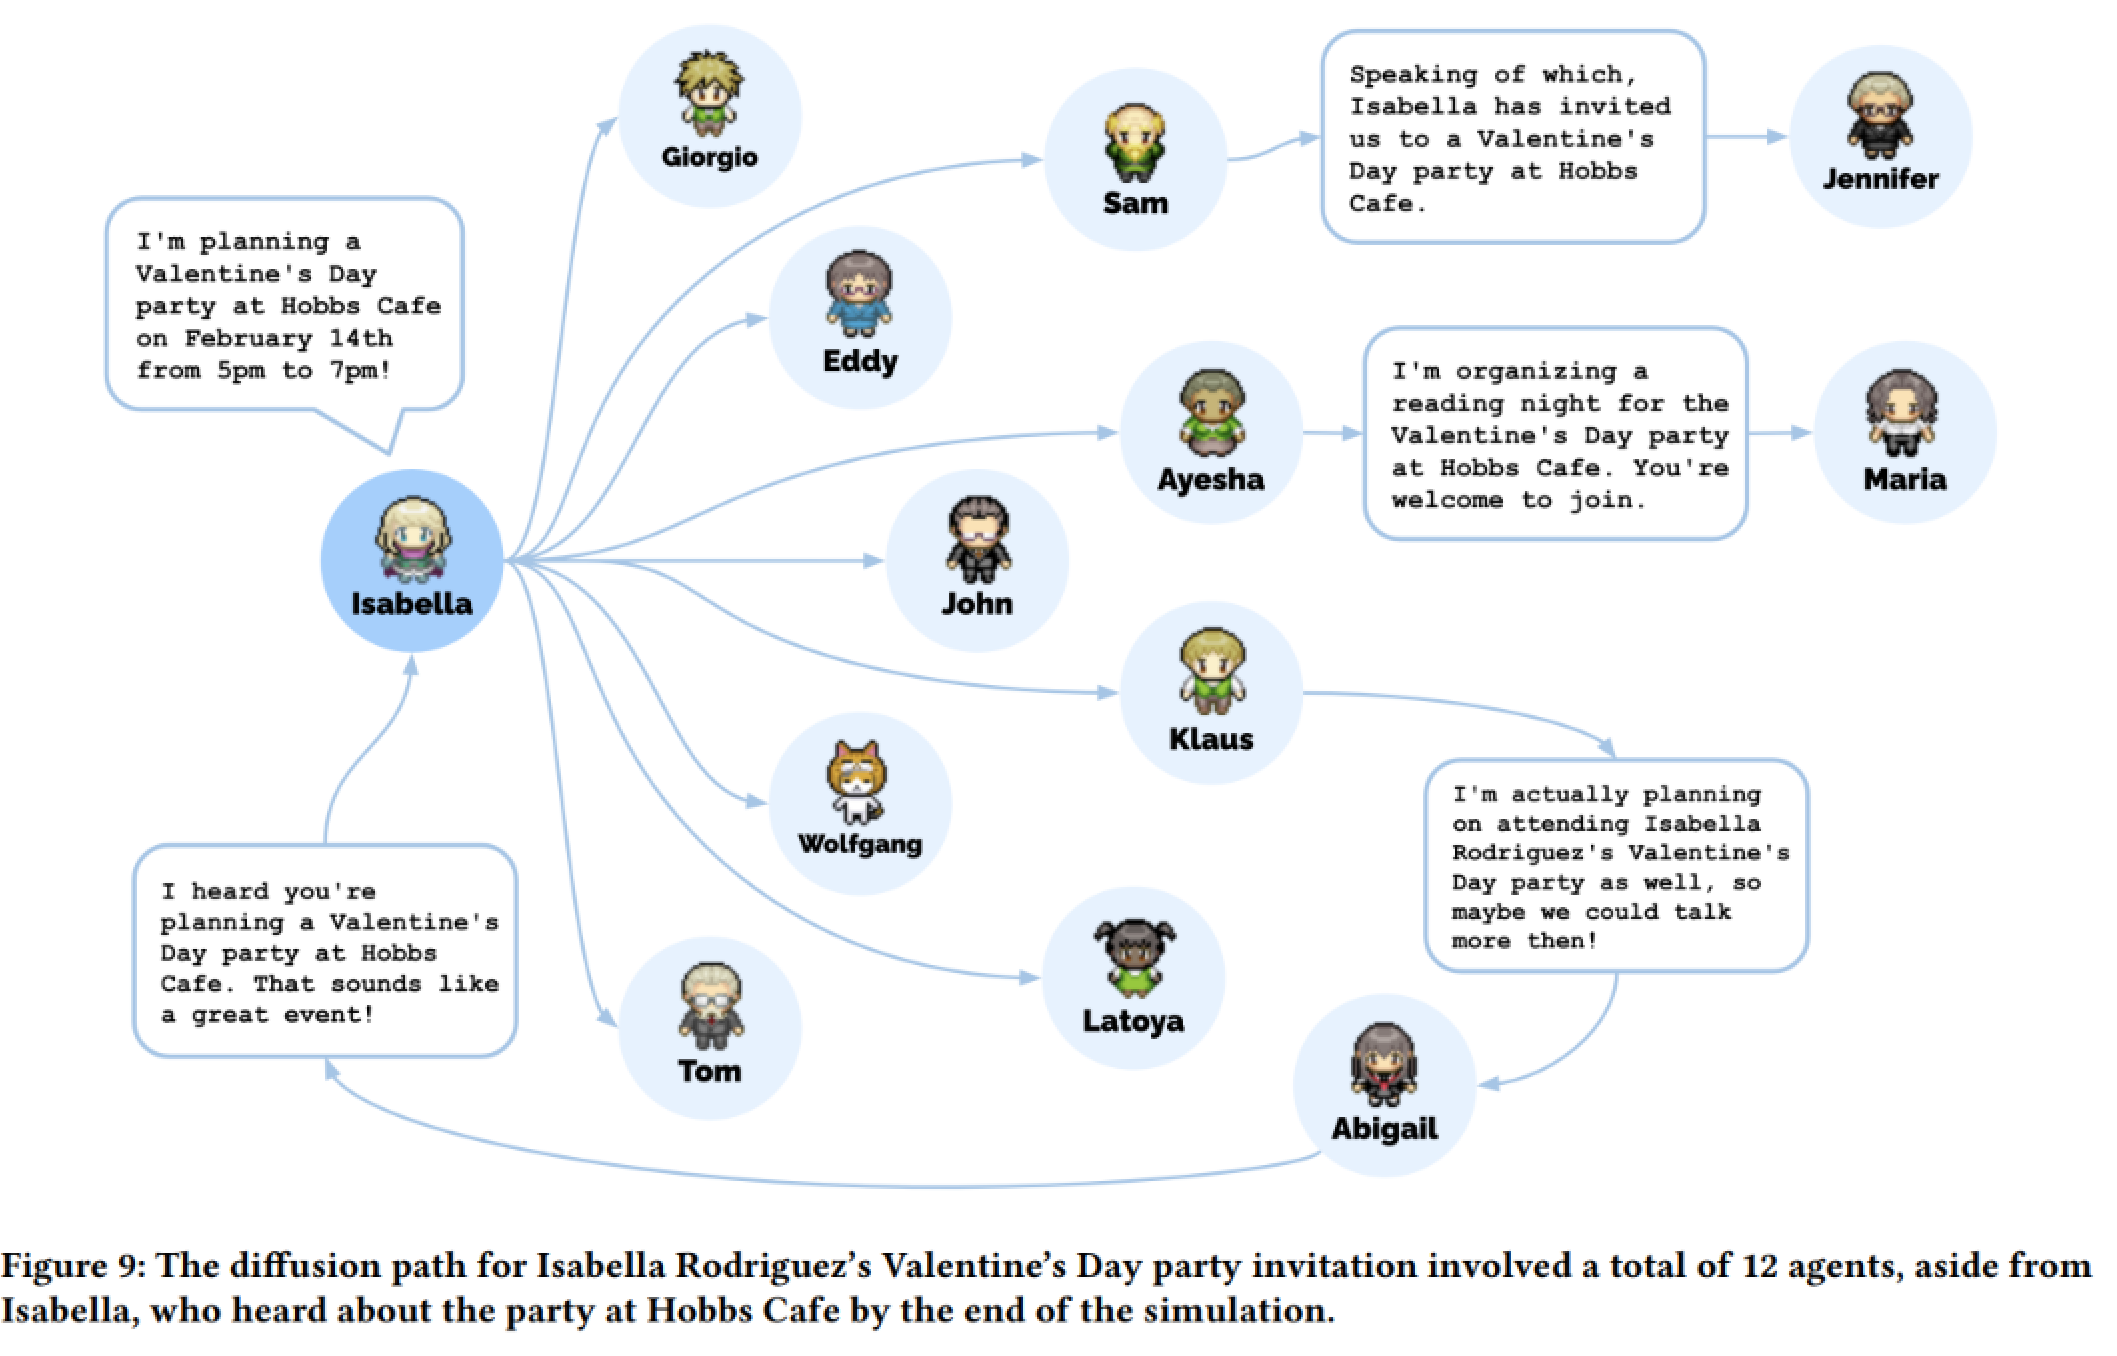 Giorgio
Sam
Speaking of which,
Isabella has invited
us to a Valentine's
Day party at Hobbs
Cafe.
Jennifer
I'm planning a
Valentine's Day
party at Hobbs Cafe
on February 14th
from 5pm to 7pm!
Eddy
Ayesha
I'm organizing a
reading night for the
Valentine's Day party
at Hobbs Cafe. You're
welcome to join.
Maria
Isabella
John
Klaus
Wolfgang
I'm actually planning
on attending Isabella
Rodriguez's Valentine's
Day party as well, so
maybe we could talk
more then!
I heard you're
planning a Valentine's
Day party at Hobbs
Cafe. That sounds like
a great event!
Latoya
Tom
Abigail
Figure 9: The diffusion path for Isabella Rodriguez’s Valentine’s Day party invitation involved a total of 12 agents, aside from
Isabella, who heard about the party at Hobbs Cafe by the end of the simulation.